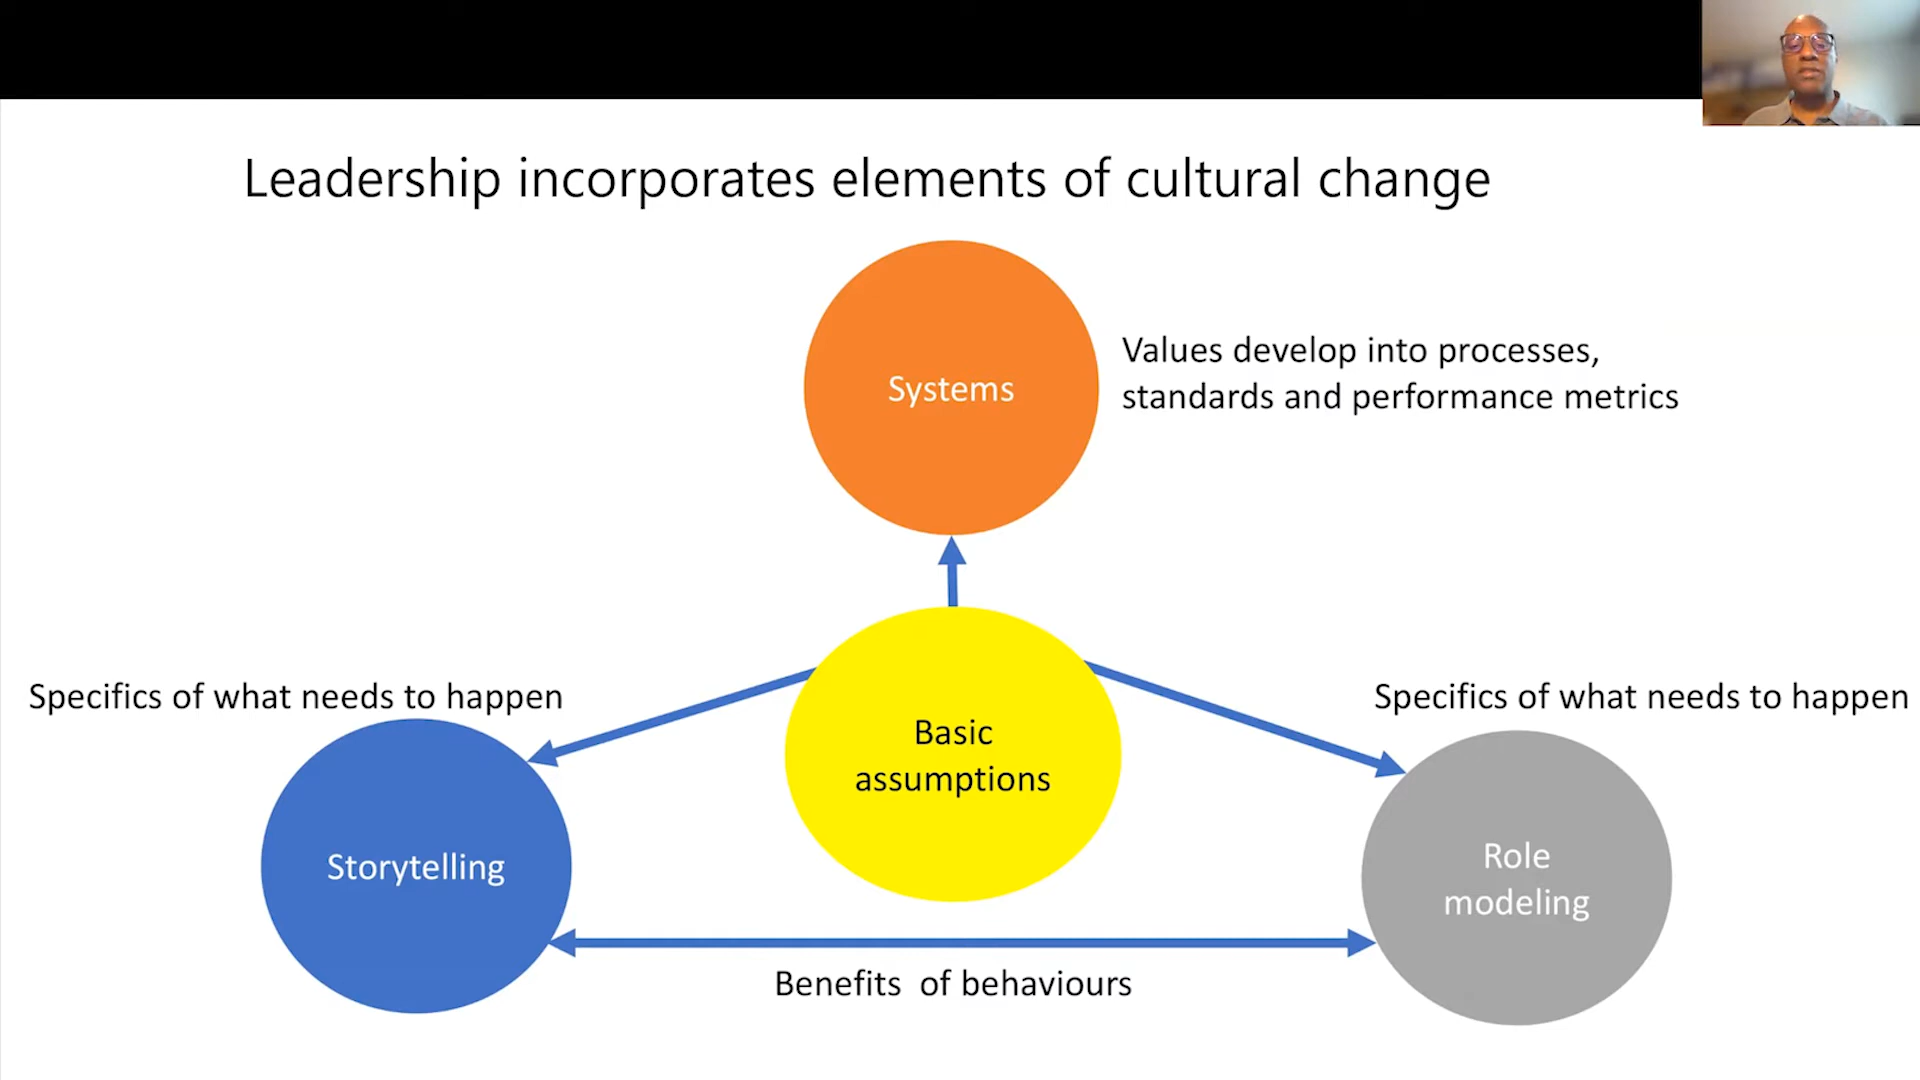 Leadership incorporates elements of cultural change
Systems
Values develop into processes,
standards and performance metrics
Specifics of what needs to happen
Specifics of what needs to happen
Basic
assumptions
Storytelling
Role
modeling
Benefits of behaviours